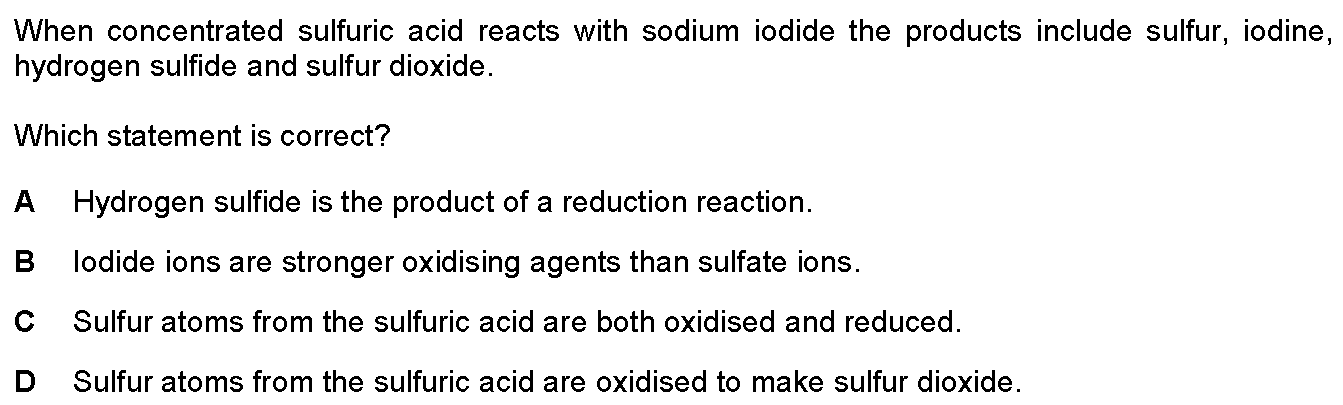 When concentrated sulfuric acid reacts with sodium iodide the products include sulfur, iodine,
hydrogen sulfide and sulfur dioxide.
Which statement is correct?
A Hydrogen sulfide is the product of a reduction reaction.
B Iodide ions are stronger oxidising agents than sulfate ions.
C Sulfur atoms from the sulfuric acid are both oxidised and reduced.
D Sulfur atoms from the sulfuric acid are oxidised to make sulfur dioxide.